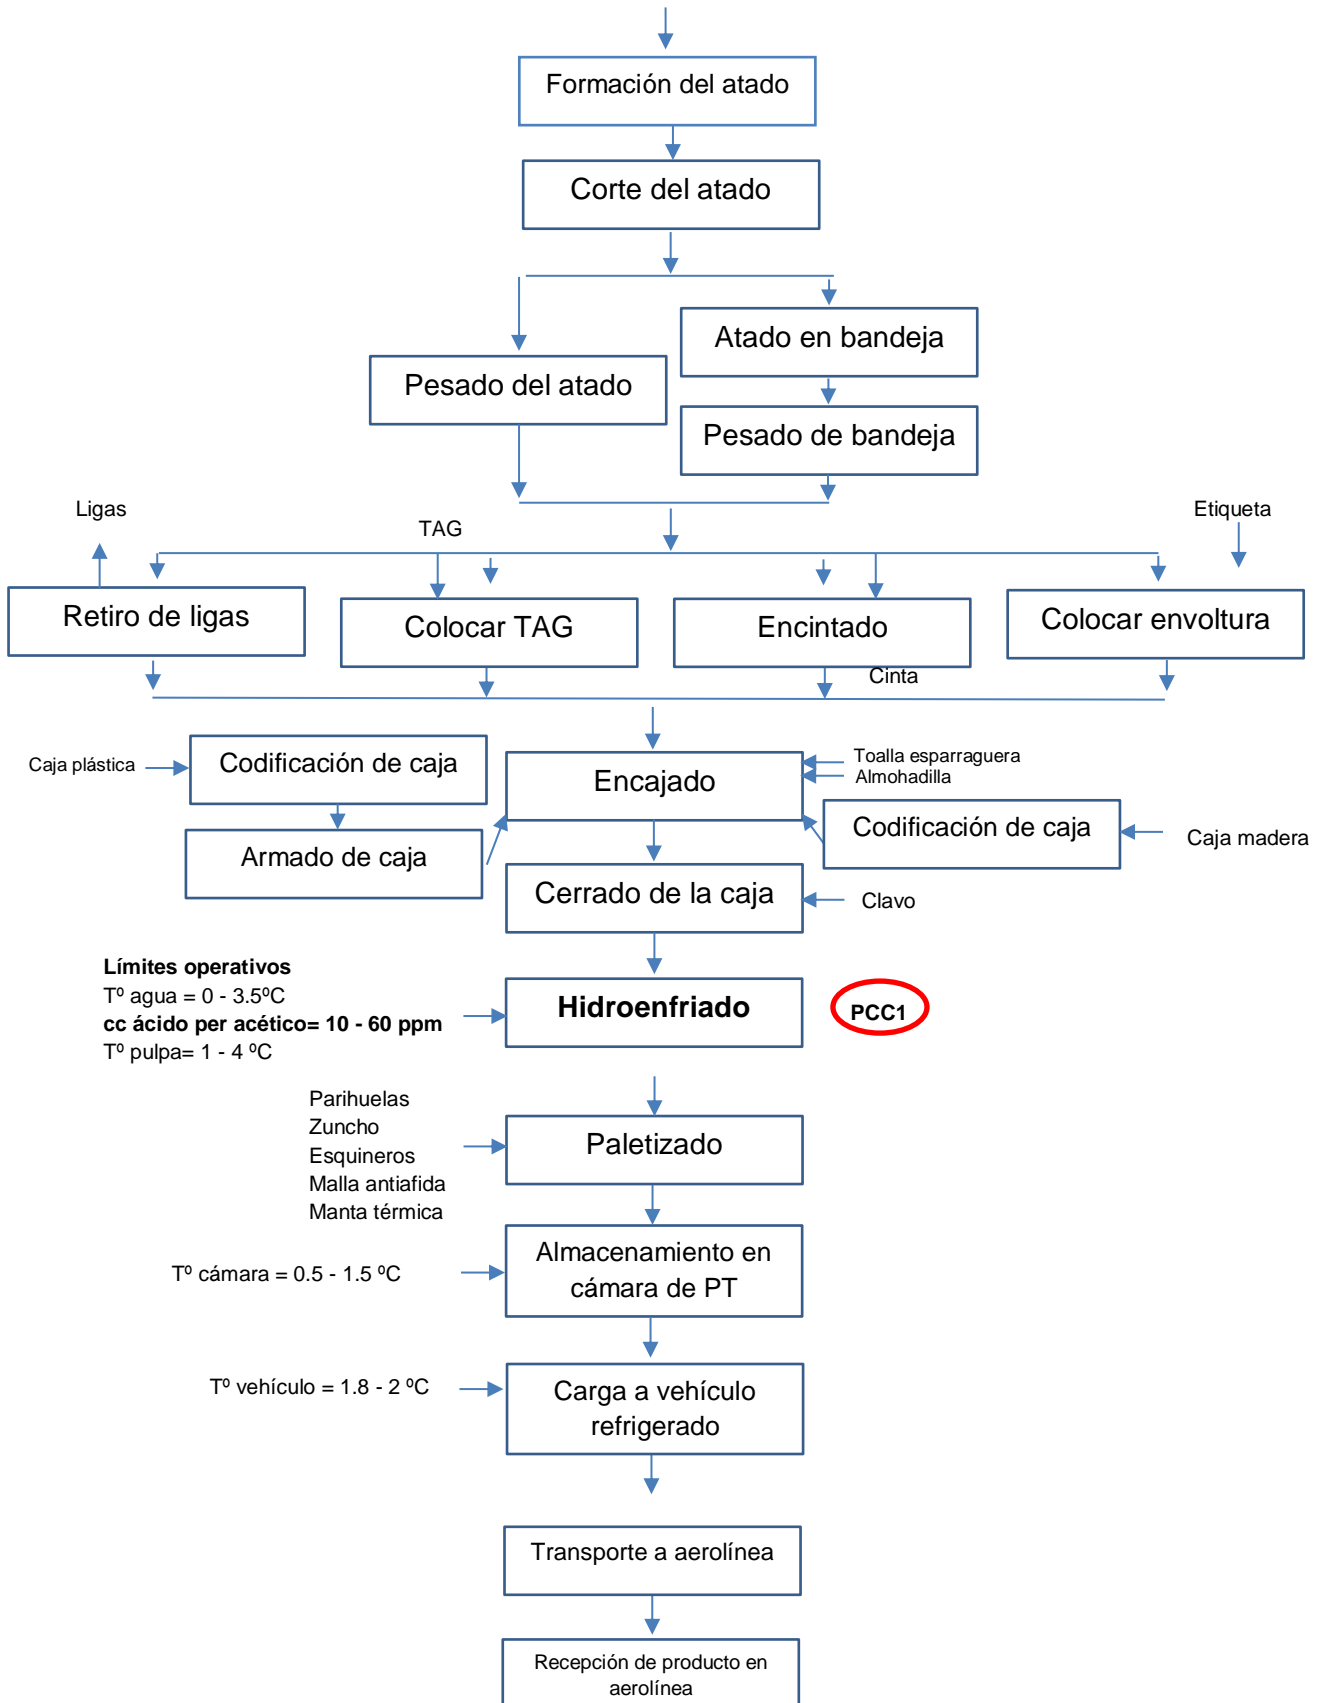 Formación del atado
Corte del atado
Atado en bandeja
Pesado del atado
Pesado de bandeja
Ligas
TAG
Etiqueta
Retiro de ligas
Colocar TAG
Encintado
Colocar envoltura
Cinta
Caja plástica
Codificación de caja
Encajado
Toalla esparraguera
Almohadilla
Armado de caja
Codificación de caja
Caja madera
Cerrado de la caja
Clavo
Límites operativos
Tº agua = 0 - 3.5ºC
cc ácido per acético= 10 - 60 ppm
Tº pulpa= 1 - 4 ºC
Hidroenfriado
PCC1
Parihuelas
Zuncho
Esquineros
Malla antiafida
Manta térmica
Paletizado
Almacenamiento en
cámara de PT
Tº cámara = 0.5 - 1.5 ºC
Tº vehículo = 1.8 - 2 ºC
Carga a vehículo
refrigerado
Transporte a aerolínea
Recepción de producto en
aerolínea